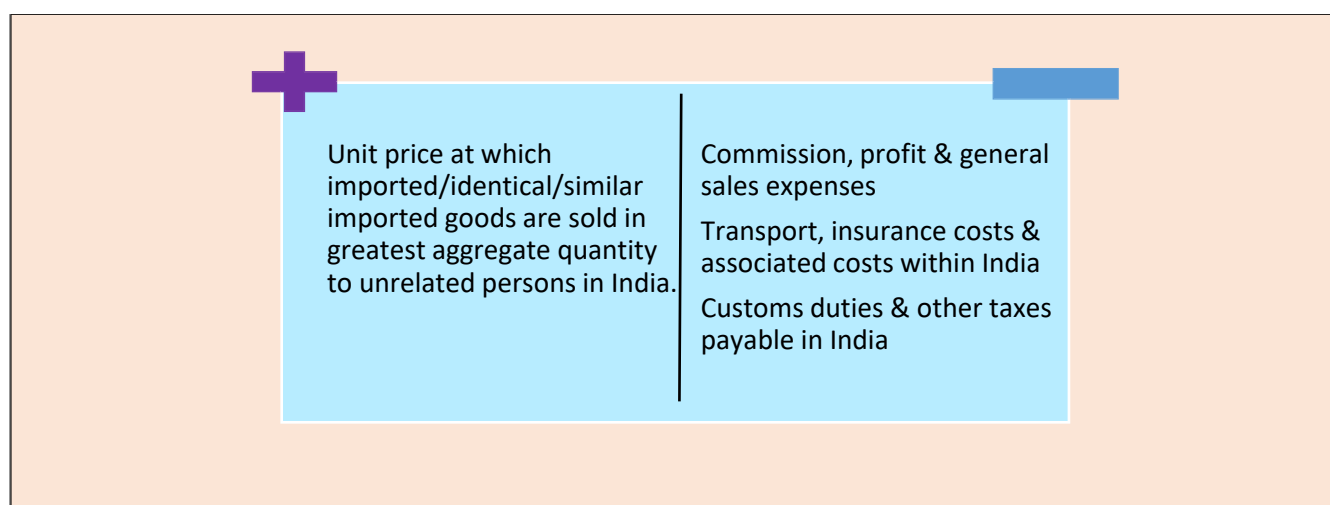 Unit price at which
imported/identical/similar
imported goods are sold in
greatest aggregate quantity
to unrelated persons in India.
Commission, profit & general
sales expenses
Transport, insurance costs &
associated costs within India
Customs duties & other taxes
payable in India